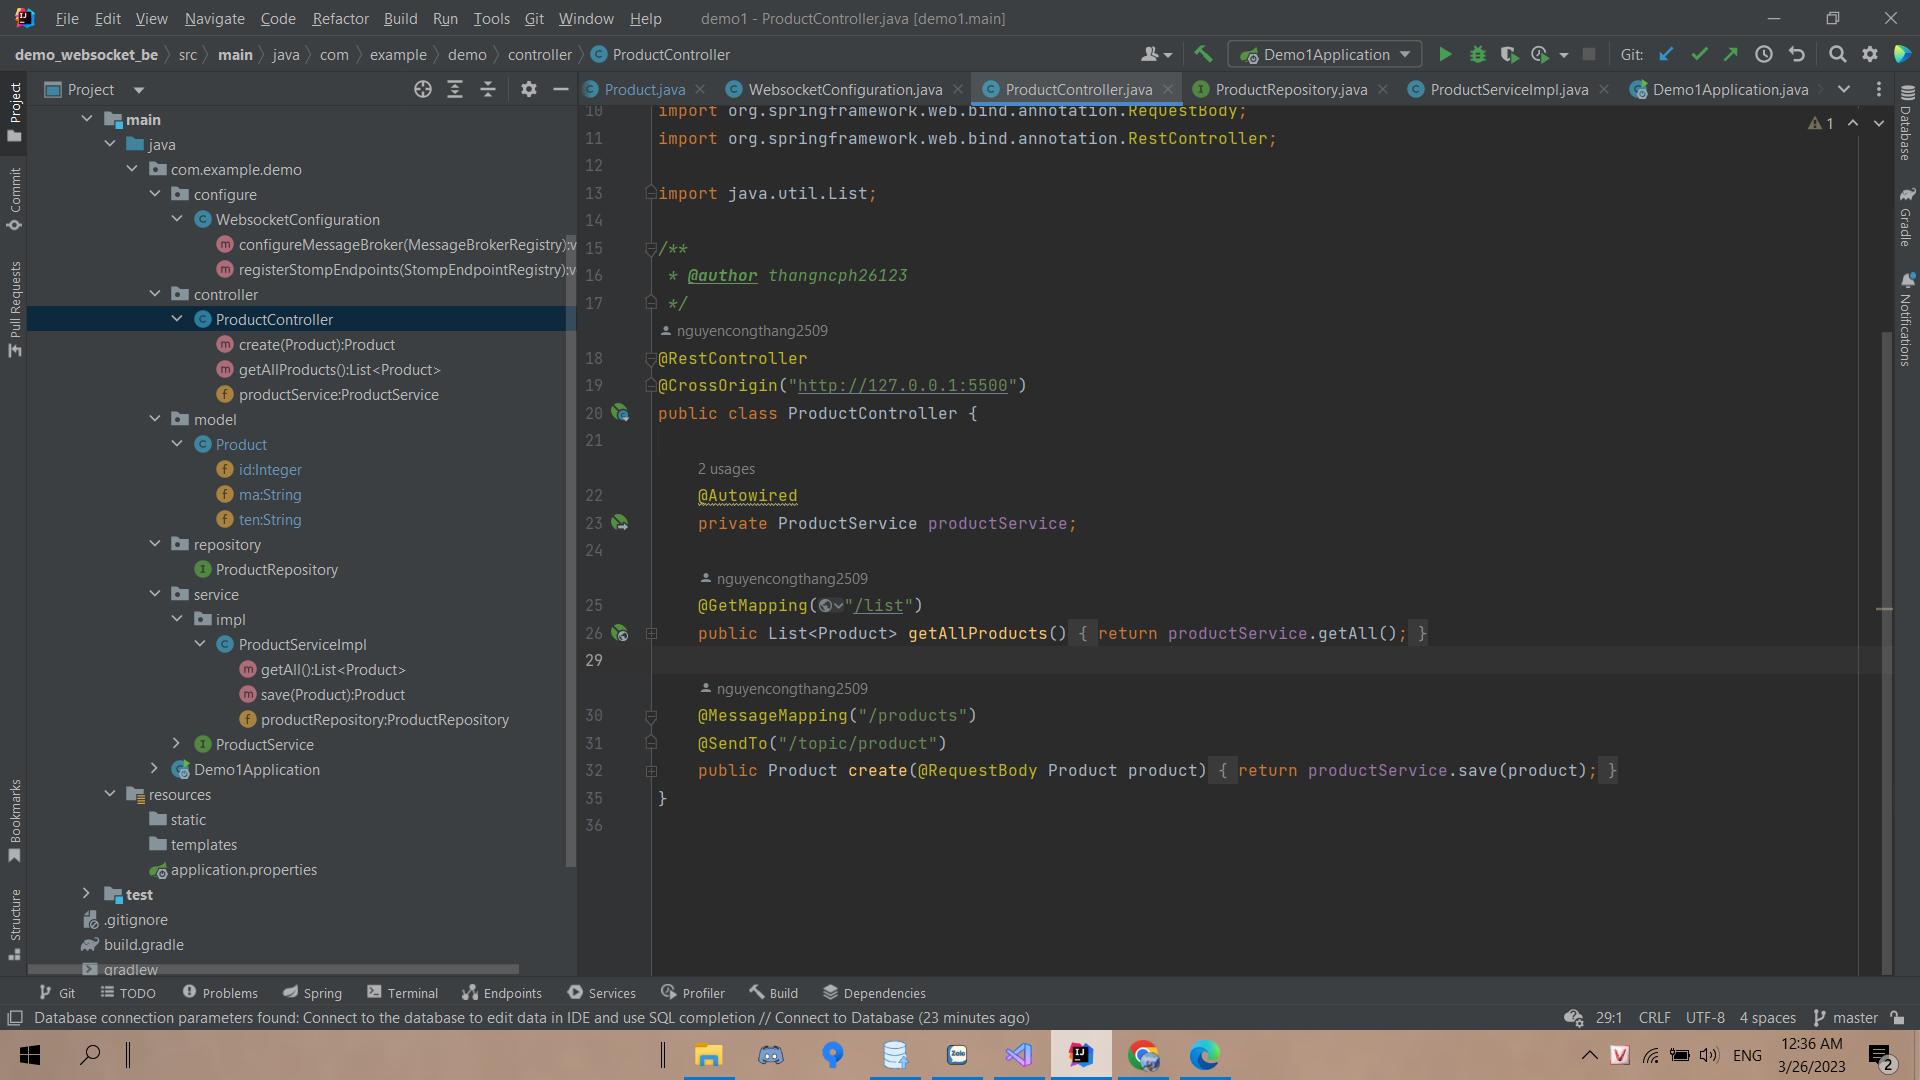 File Edit View Navigate Code Refactor Build Run Tools Git Window Help demo1 - ProductController.java [demo1.main]
demo_websocket_be src main java com example demo controller ProductController Demo1Application Git:
Project
Product.java WebsocketConfiguration.java ProductController.java ProductRepository.java ProductServiceImpl.java Demo1Application.java
Project
Commit
Pull Requests
Bookmarks
Structure
main
java
com.example.demo
configure
WebsocketConfiguration
configureMessageBroker(MessageBrokerRegistry):v
registerStompEndpoints(StompEndpointRegistry):v
controller
ProductController
create(Product):Product
getAllProducts():List<Product>
productService:ProductService
model
Product
id:Integer
ma:String
ten:String
repository
ProductRepository
service
impl
ProductServiceImpl
getAll():List<Product>
save(Product):Product
productRepository:ProductRepository
ProductService
Demo1Application
resources
static
templates
application.properties
test
.gitignore
build.gradle
gradlew
10 import org.springframework.web.bind.annotation.RequestBody;
11 import org.springframework.web.bind.annotation.RestController;
12
13 import java.util.List;
14
15 /**
16 * @author thangncph26123
17 */
nguyencongthang2509
18 @RestController
19 @CrossOrigin("http://127.0.0.1:5500")
20 public class ProductController {
21
2 usages
22 @Autowired
23 private ProductService productService;
24
nguyencongthang2509
25 @GetMapping("/list")
26 public List<Product> getAllProducts() { return productService.getAll(); }
29
nguyencongthang2509
30 @MessageMapping("/products")
31 @SendTo("/topic/product")
32 public Product create(@RequestBody Product product) { return productService.save(product); }
35 }
36
1
Database
Gradle
Notifications
Git TODO Problems Spring Terminal Endpoints Services Profiler Build Dependencies
Database connection parameters found: Connect to the database to edit data in IDE and use SQL completion // Connect to Database (23 minutes ago) 29:1 CRLF UTF-8 4 spaces master
Zalo
ENG
12:36 AM
3/26/2023
2